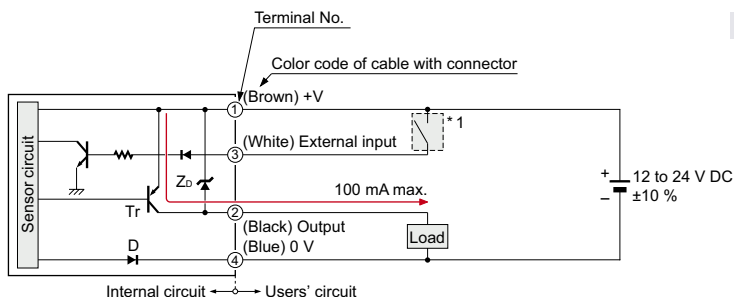 Terminal No.
Color code of cable with connector
1
(Brown) +V
* 1
3
(White) External input
Sensor circuit
ZD
100 mA max.
+
12 to 24 V DC
±10 %
−
Tr
2
(Black) Output
Load
D
(Blue) 0 V
4
Internal circuit
Users’ circuit